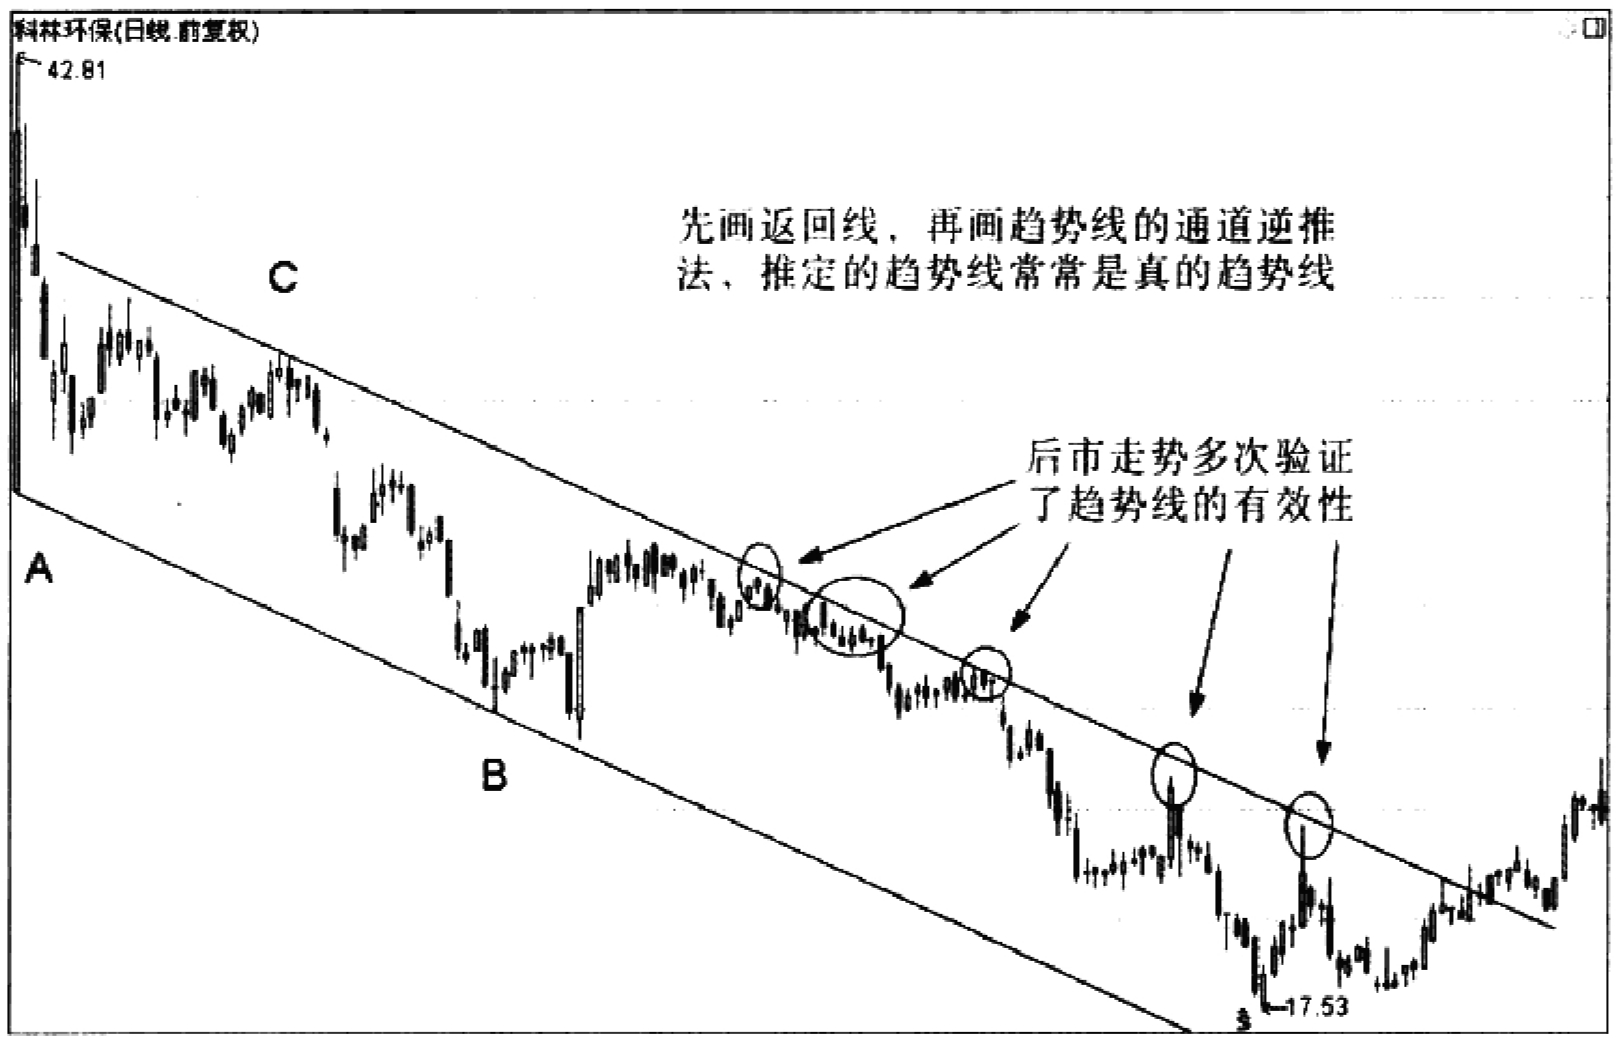 科林环保(日线.前复权)
42.81
C
先画返回线，再画趋势线的通道逆推
法，推定的趋势线常常是真的趋势线
后市走势多次验证
了趋势线的有效性
A
B
17.53